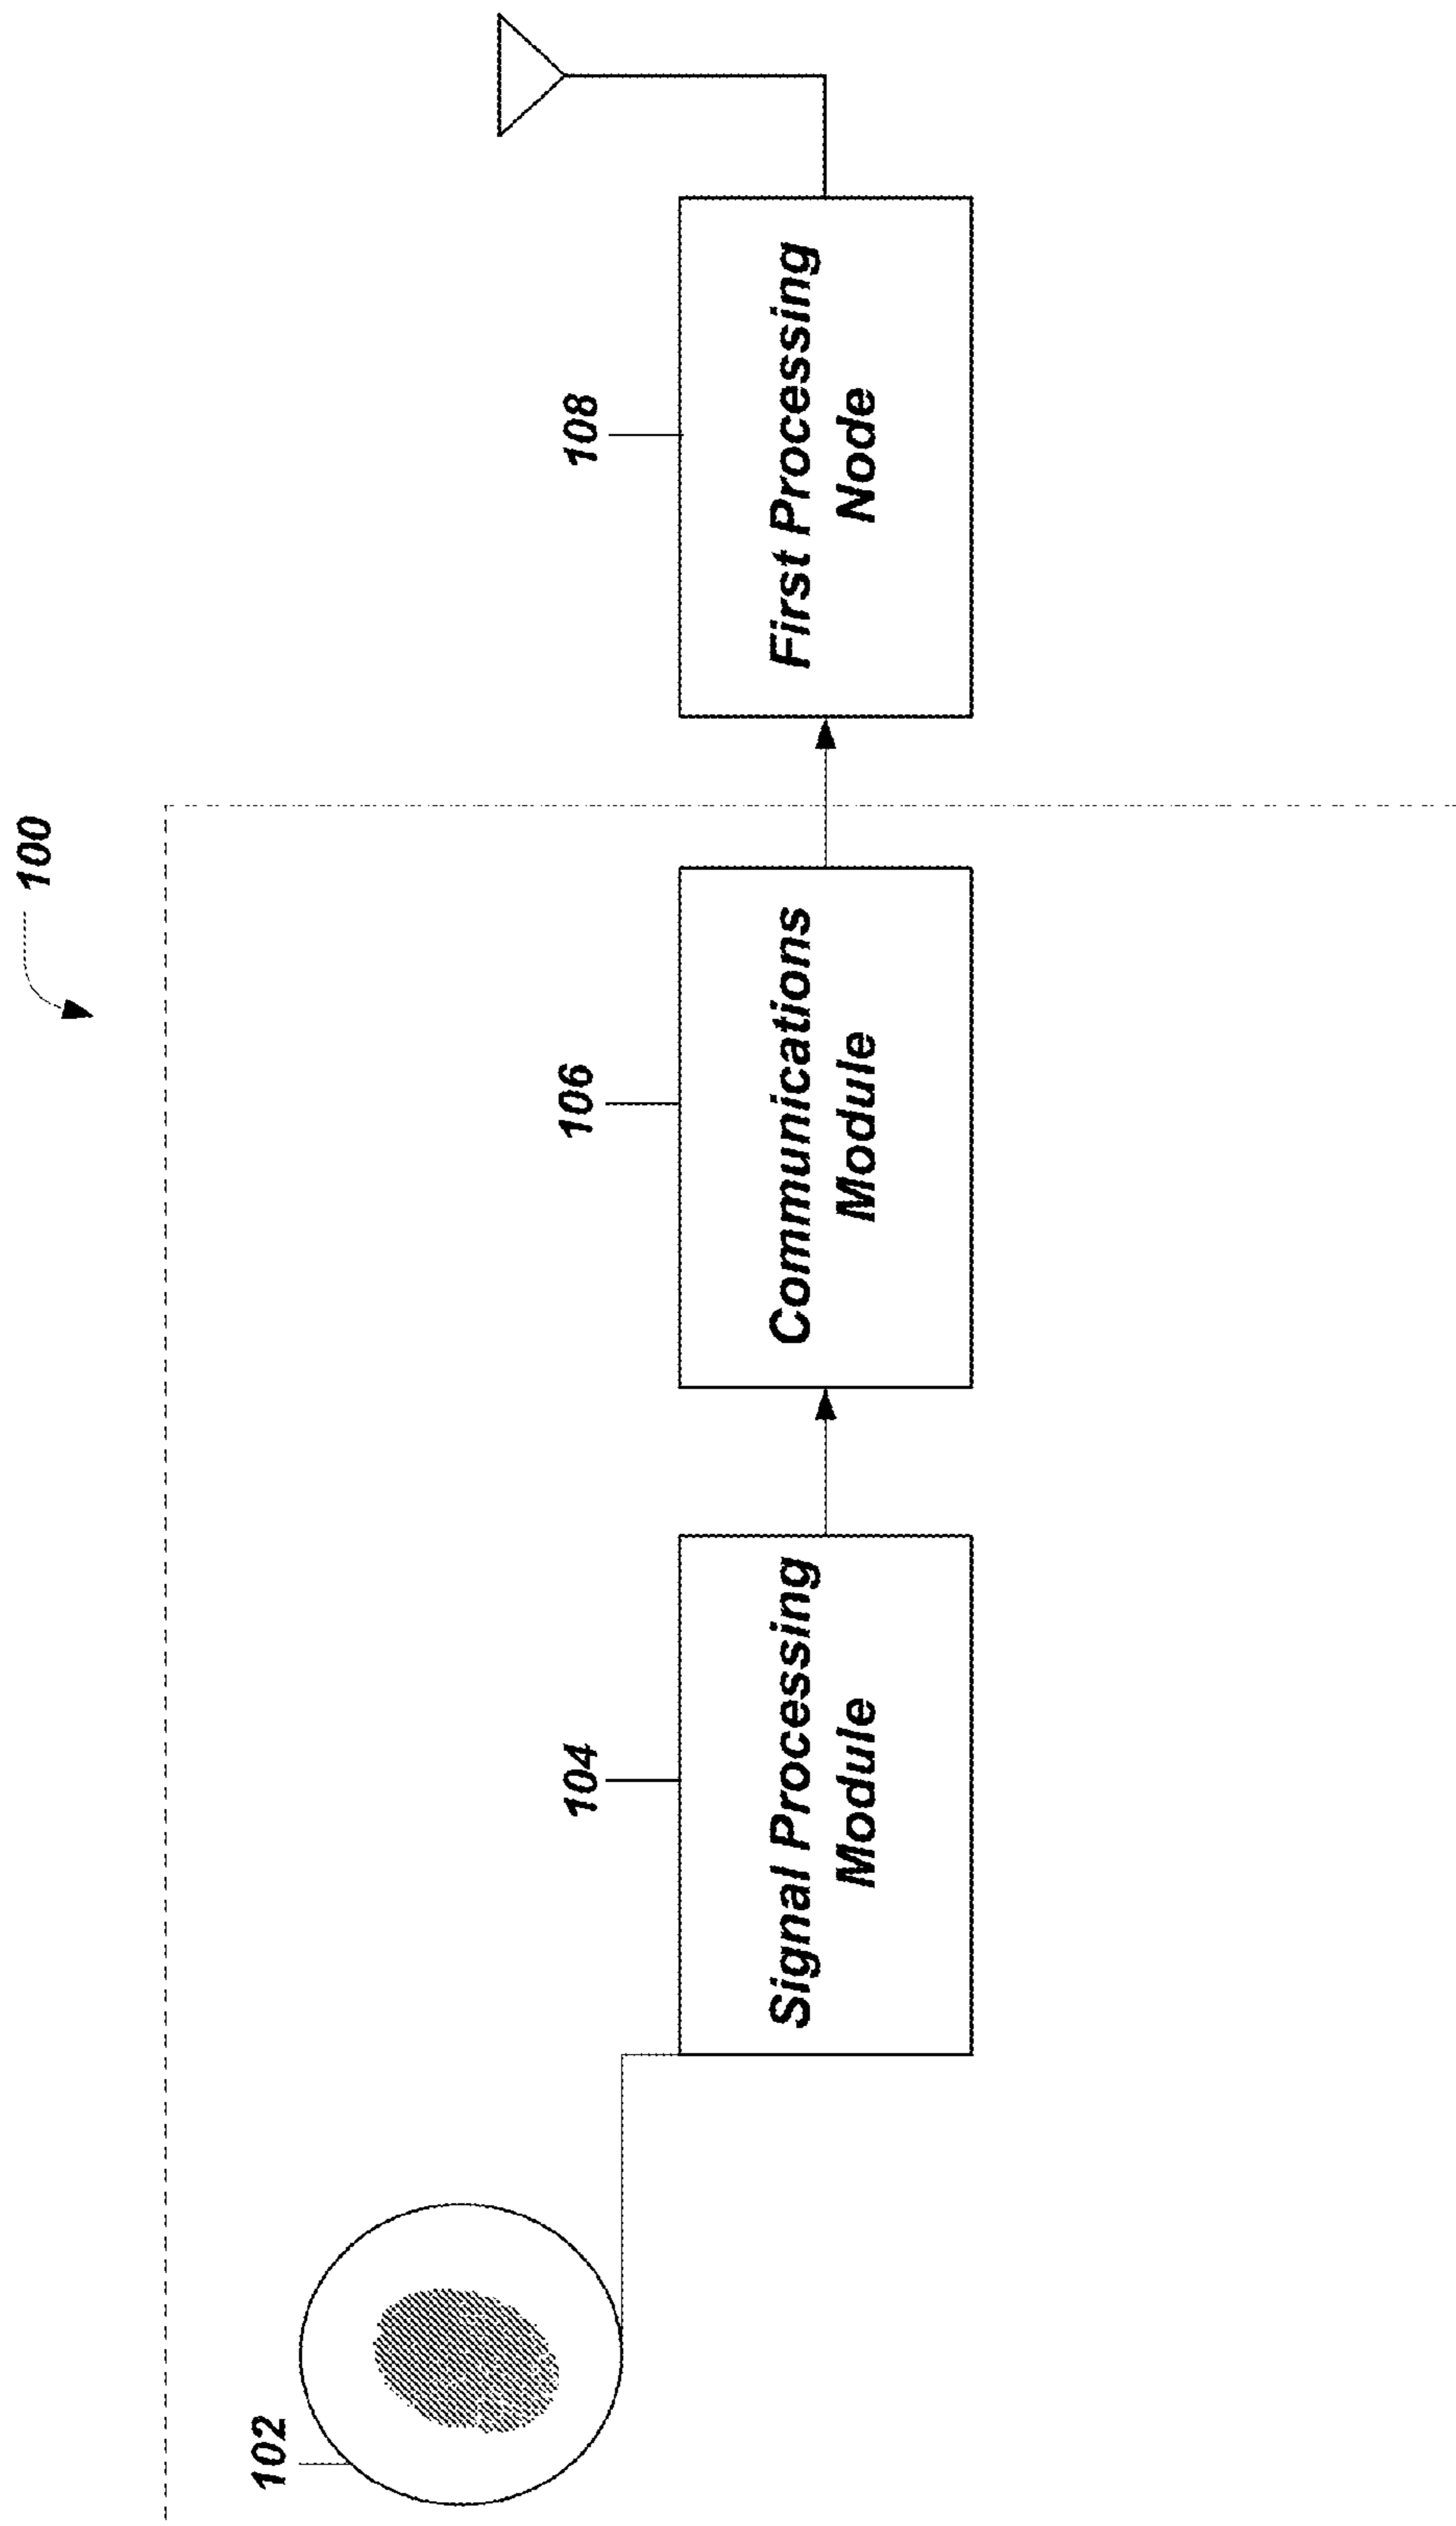 100
102
104
Signal Processing
Module
106
Communications
Module
108
First Processing
Node